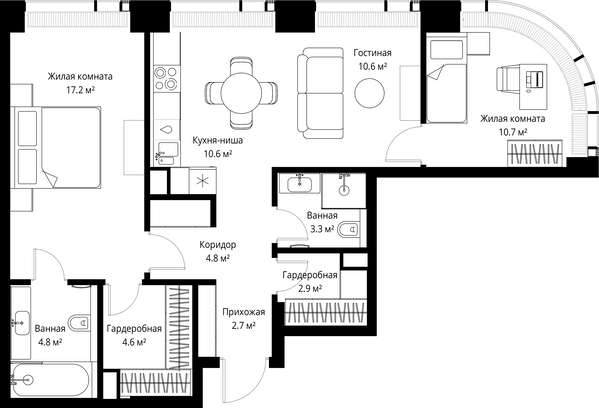 Жилая комната
17.2 м²
Гостиная
10.6 м²
Кухня-ниша
10.6 м²
Жилая комната
10.7 м²
Ванная
3.3 м²
Коридор
4.8 м²
Гардеробная
2.9 м²
Прихожая
2.7 м²
Ванная
4.8 м²
Гардеробная
4.6 м²